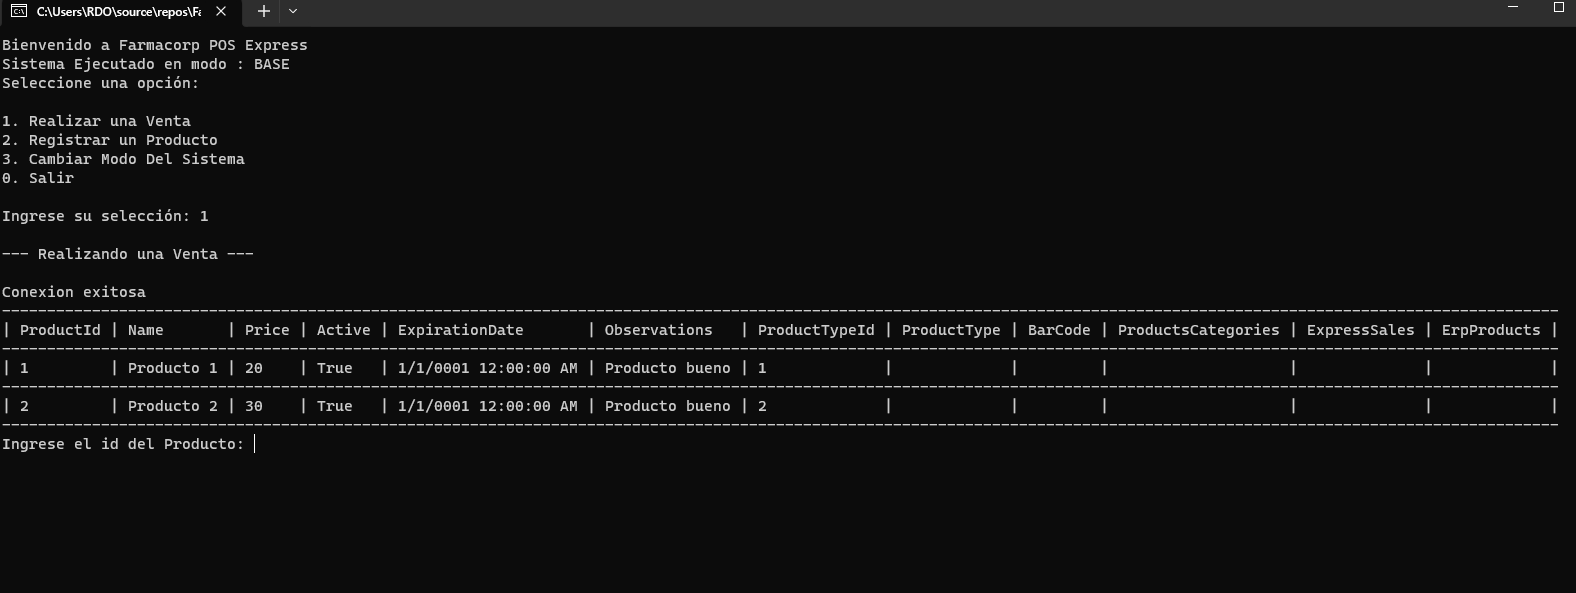 C:\Users\RDO\source\repos\Fa
Bienvenido a Farmacorp POS Express
Sistema Ejecutado en modo : BASE
Seleccione una opción:
1. Realizar una Venta
2. Registrar un Producto
3. Cambiar Modo Del Sistema
0. Salir
Ingrese su selección: 1
--- Realizando una Venta ---
Conexion exitosa
| ProductId | Name | Price | Active | ExpirationDate | Observations | ProductTypeId | ProductType | BarCode | ProductsCategories | ExpressSales | ErpProducts |
| 1 | Producto 1 | 20 | True | 1/1/0001 12:00:00 AM | Producto bueno | 1 | | | | | |
| 2 | Producto 2 | 30 | True | 1/1/0001 12:00:00 AM | Producto bueno | 2 | | | | | |
Ingrese el id del Producto: